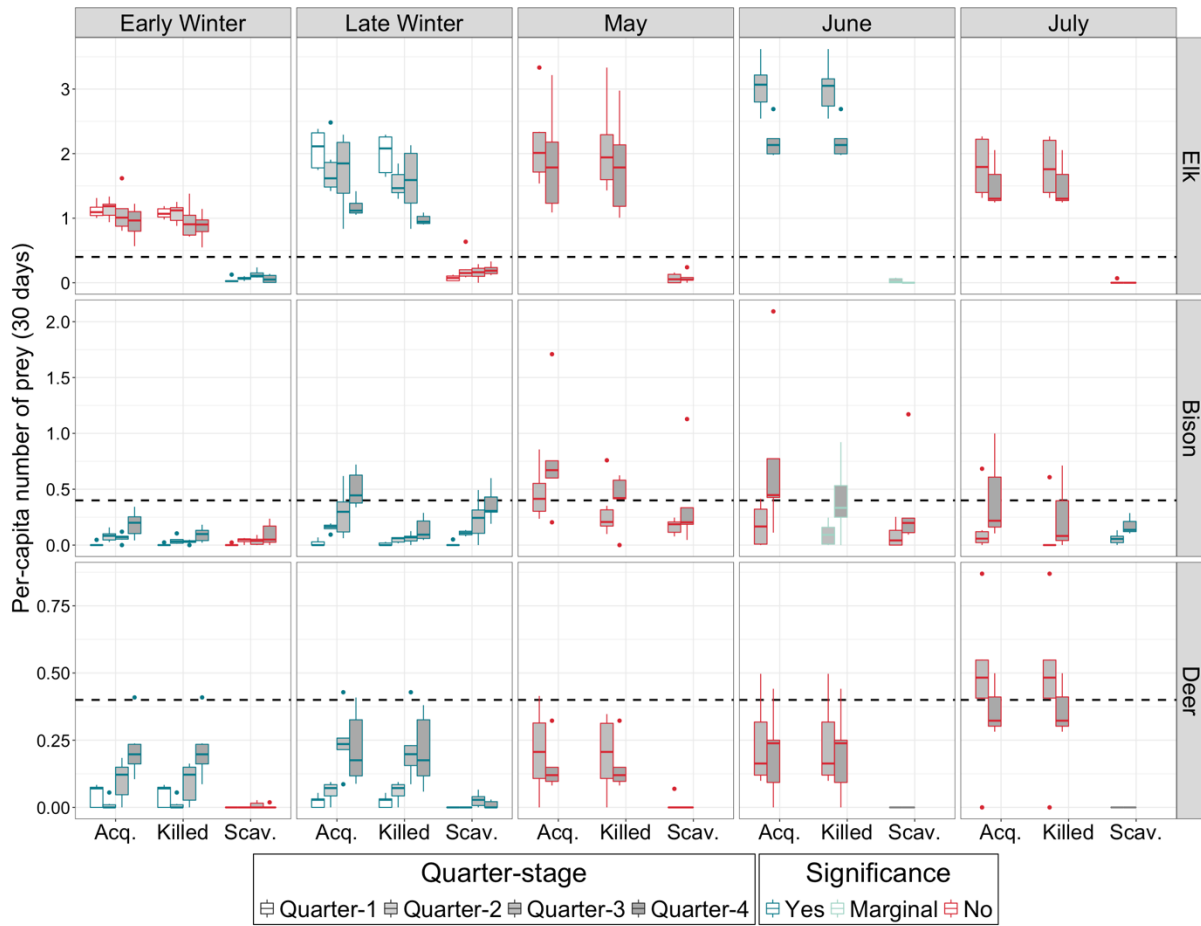 Early Winter Late Winter May June July
Per-capita number of prey (30 days)
3
2
1
0
Elk
2.0
1.5
1.0
0.5
0.0
Bison
0.75
0.50
0.25
0.00
Deer
Acq. Killed Scav. Acq. Killed Scav. Acq. Killed Scav. Acq. Killed Scav. Acq. Killed Scav.
Quarter-stage
Quarter-1 Quarter-2 Quarter-3 Quarter-4
Significance
Yes Marginal No